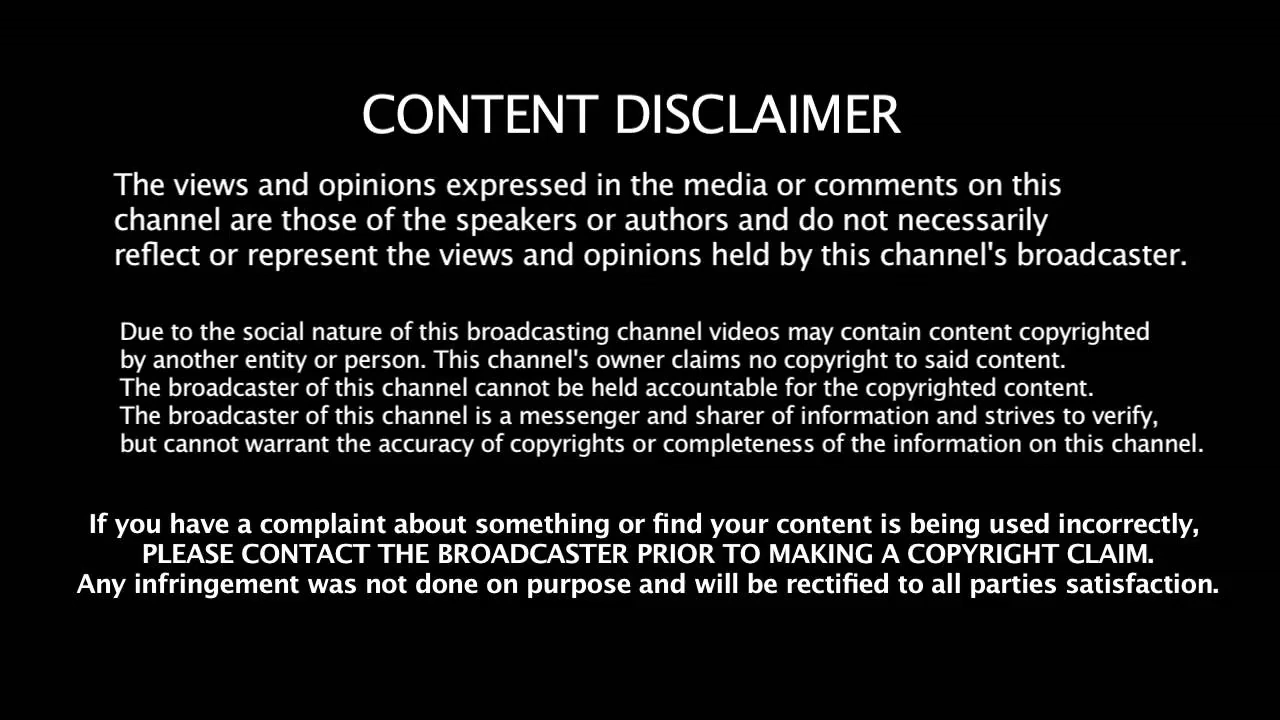 CONTENT DISCLAIMER
The views and opinions expressed in the media or comments on this
channel are those of the speakers or authors and do not necessarily
reflect or represent the views and opinions held by this channel's broadcaster.
Due to the social nature of this broadcasting channel videos may contain content copyrighted
by another entity or person. This channel's owner claims no copyright to said content.
The broadcaster of this channel cannot be held accountable for the copyrighted content.
The broadcaster of this channel is a messenger and sharer of information and strives to verify,
but cannot warrant the accuracy of copyrights or completeness of the information on this channel.
If you have a complaint about something or find your content is being used incorrectly,
PLEASE CONTACT THE BROADCASTER PRIOR TO MAKING A COPYRIGHT CLAIM.
Any infringement was not done on purpose and will be rectified to all parties satisfaction.